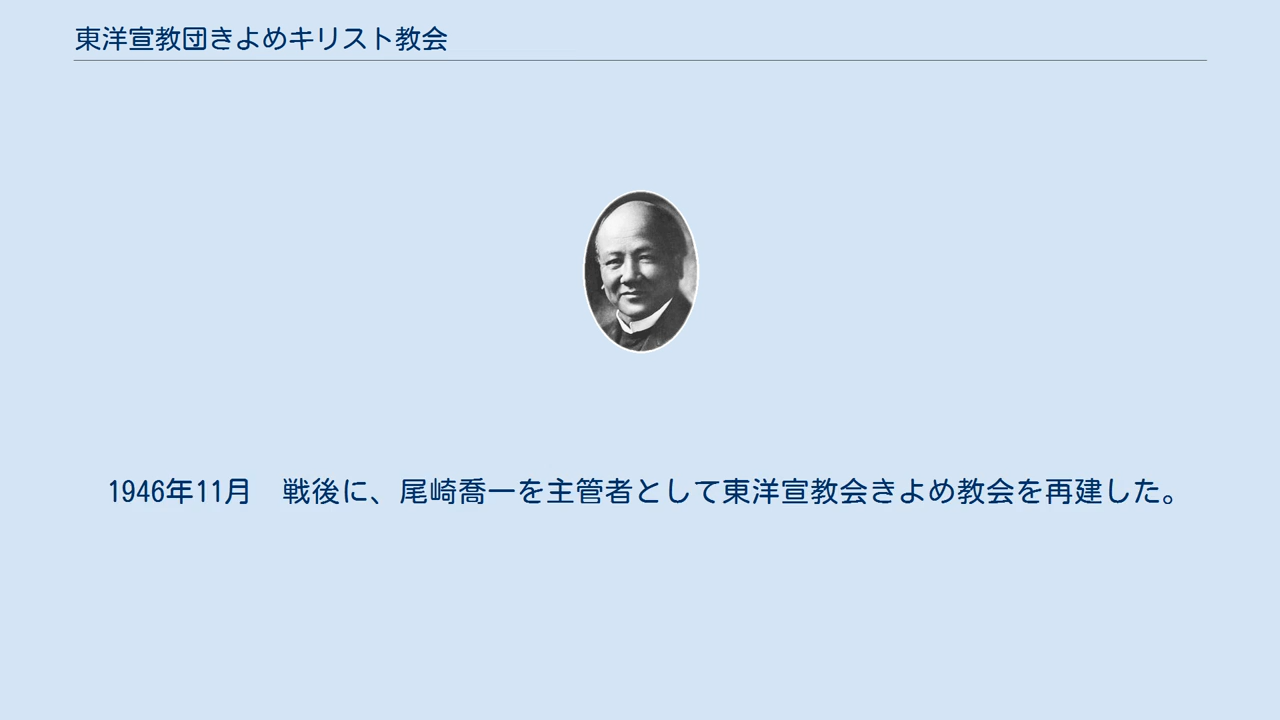 東洋宣教団きよめキリスト教会
1946年11月　戦後に、尾崎喬一を主管者として東洋宣教会きよめ教会を再建した。